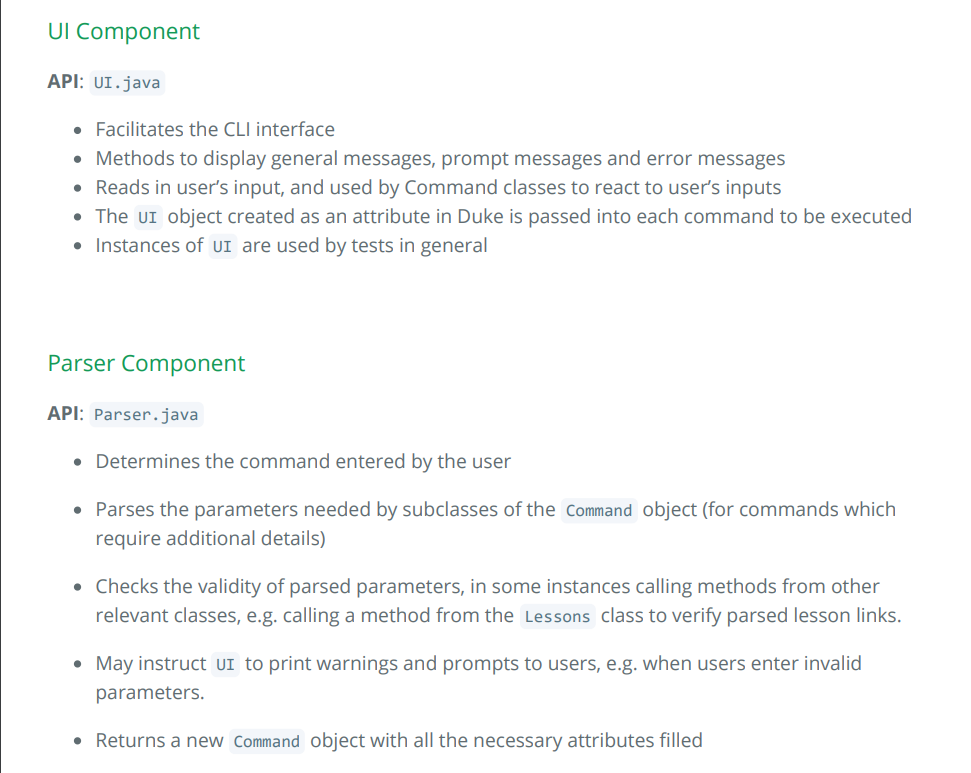 UI Component
API: UI.java
• Facilitates the CLI interface
• Methods to display general messages, prompt messages and error messages
• Reads in user’s input, and used by Command classes to react to user’s inputs
• The UI object created as an attribute in Duke is passed into each command to be executed
• Instances of UI are used by tests in general
Parser Component
API: Parser.java
• Determines the command entered by the user
• Parses the parameters needed by subclasses of the Command object (for commands which
require additional details)
• Checks the validity of parsed parameters, in some instances calling methods from other
relevant classes, e.g. calling a method from the Lessons class to verify parsed lesson links.
• May instruct UI to print warnings and prompts to users, e.g. when users enter invalid
parameters.
• Returns a new Command object with all the necessary attributes filled